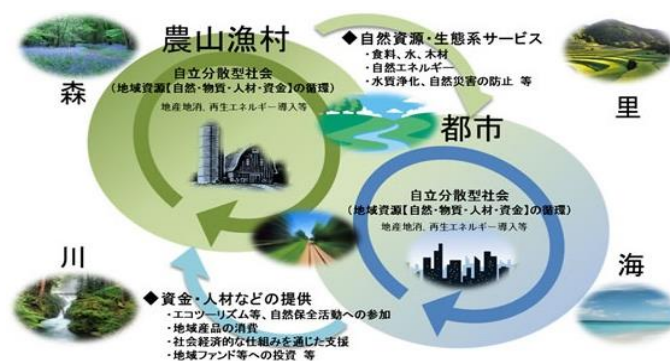 農山漁村
森
自立分散型社会
(地域資源【自然・物質・人材・資金】の循環)
地産地消、再生エネルギー導入等
◆自然資源・生態系サービス
・食料、水、木材
・自然エネルギー
・水質浄化、自然災害の防止 等
里
都市
自立分散型社会
(地域資源【自然・物質・人材・資金】の循環)
地産地消、再生エネルギー導入等
川
海
◆資金・人材などの提供
・エコツーリズム等、自然保全活動への参加
・地域産品の消費
・社会経済的な仕組みを通じた支援
・地域ファンド等への投資 等